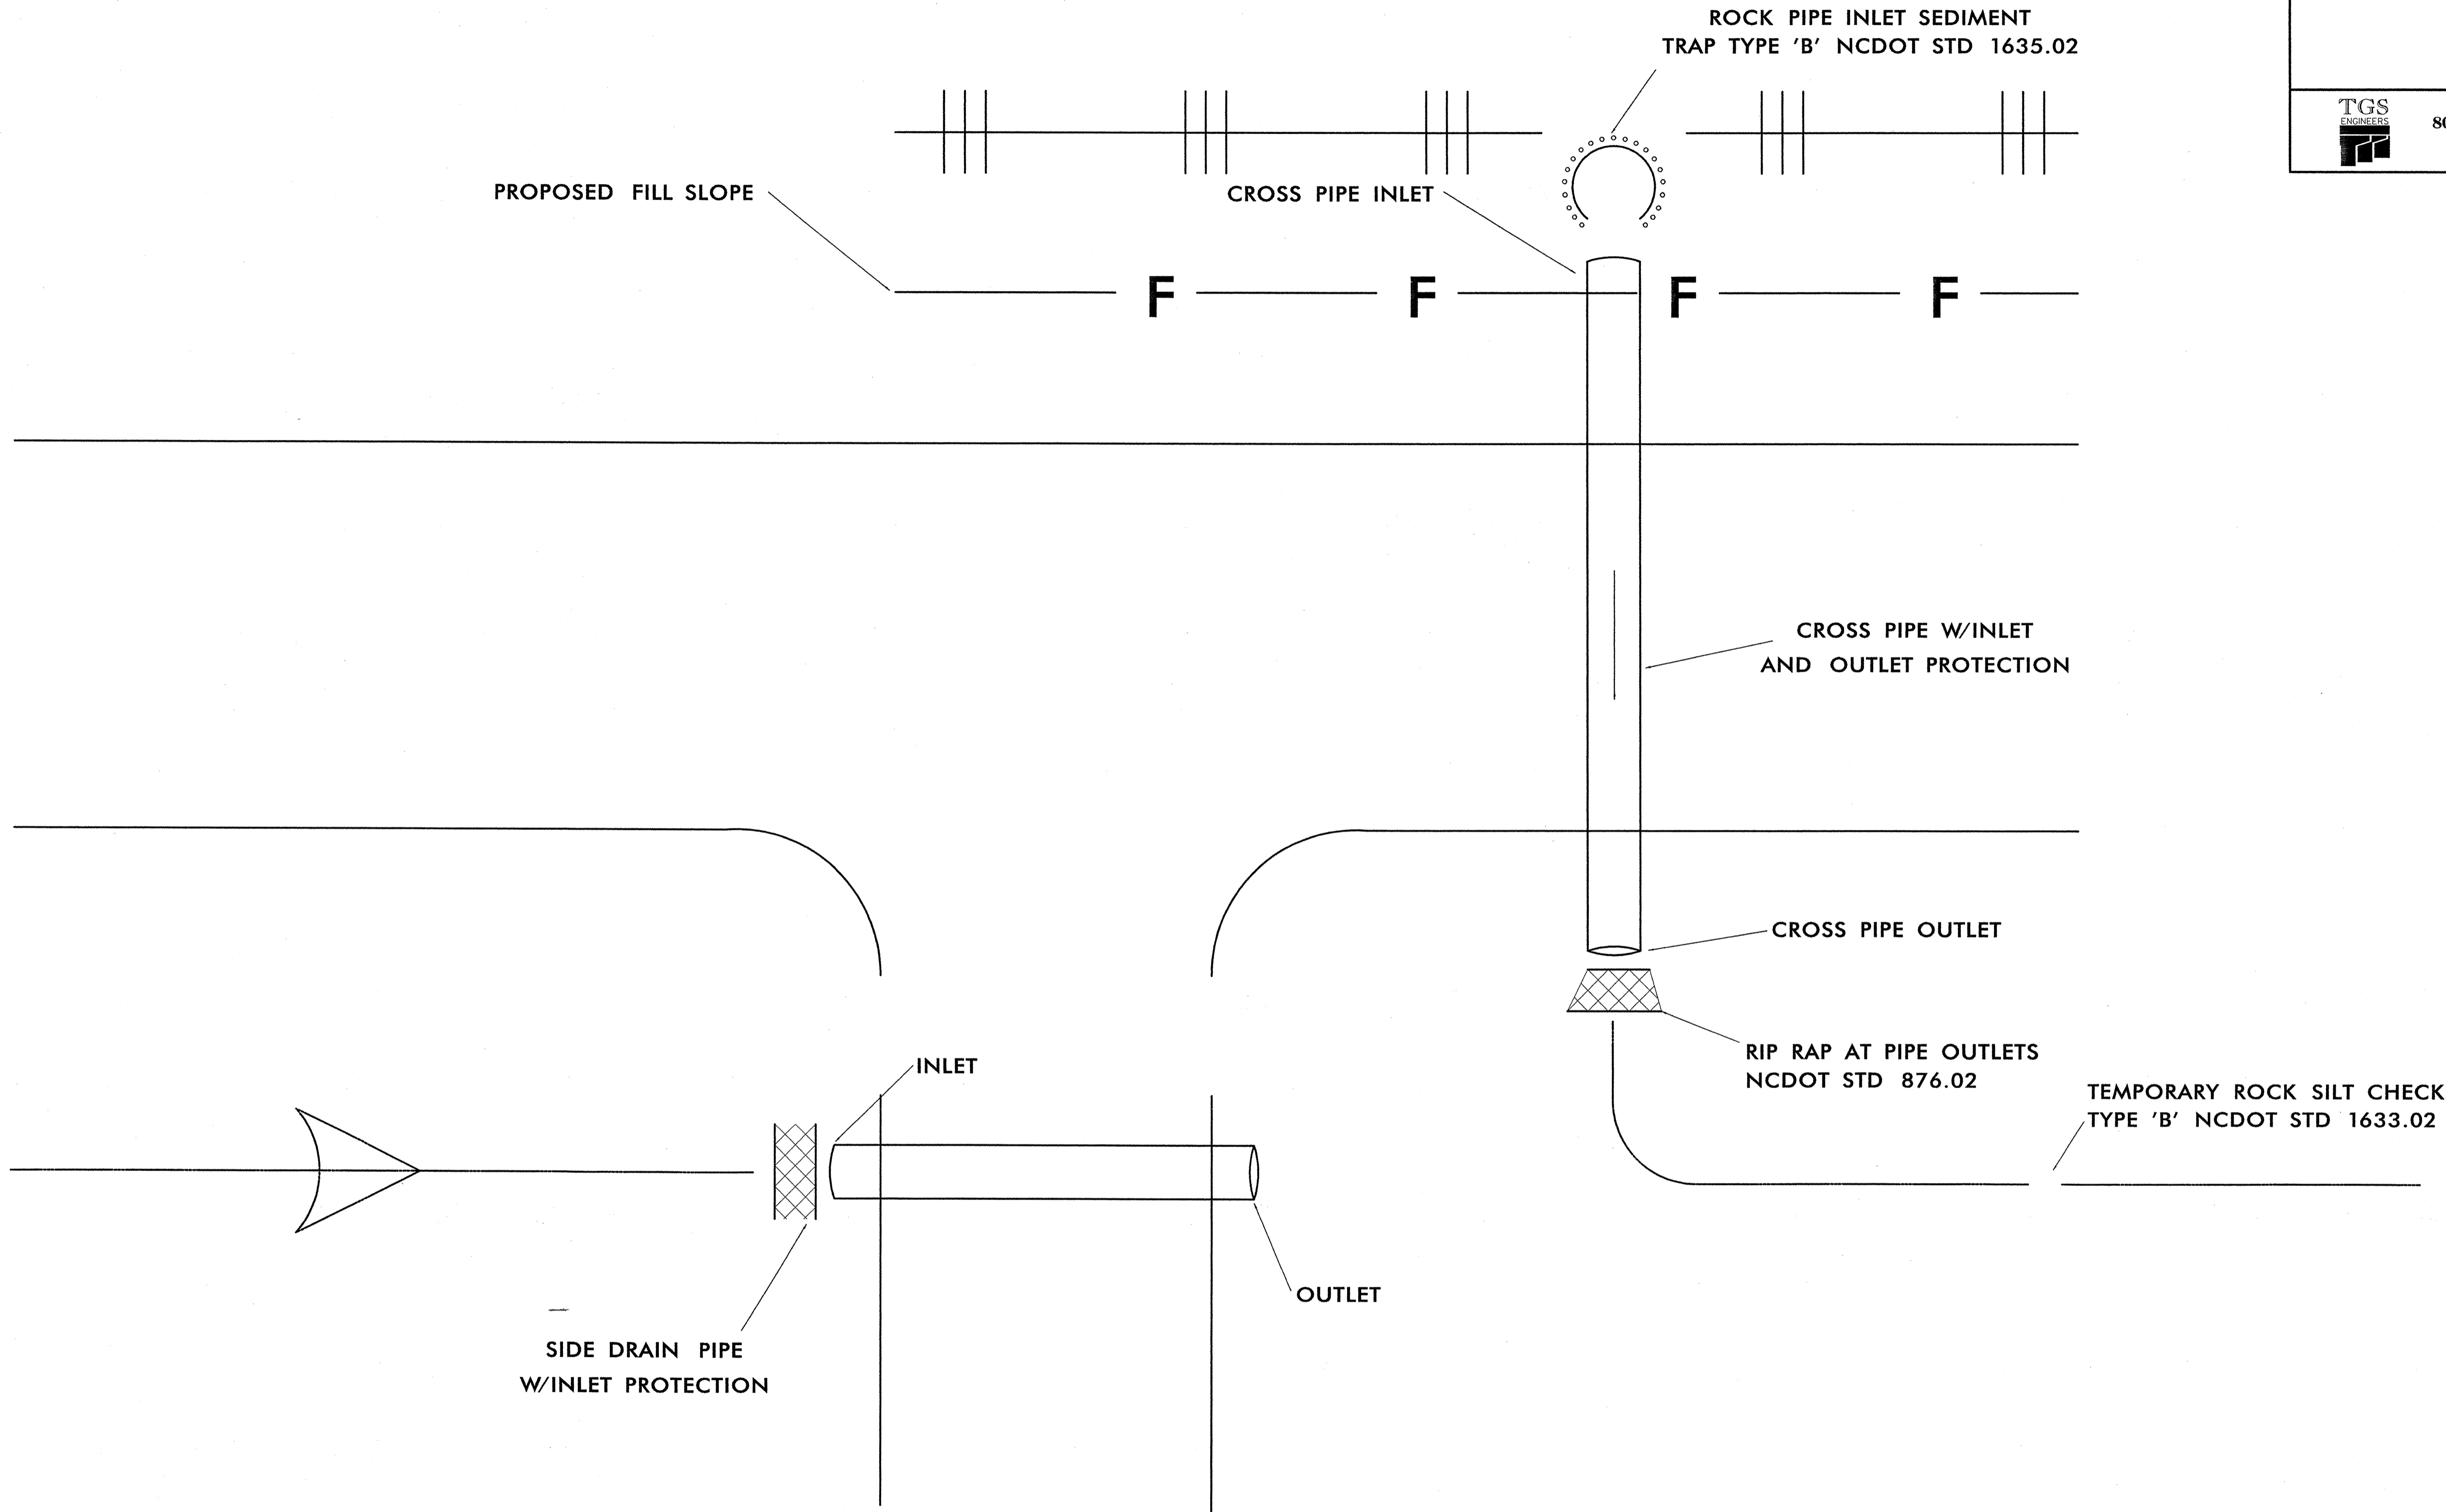 ROCK PIPE INLET SEDIMENT
TRAP TYPE 'B' NCDOT STD 1635.02
TGS
ENGINEERS
80
PROPOSED FILL SLOPE
CROSS PIPE INLET
F F F F
CROSS PIPE W/INLET
AND OUTLET PROTECTION
CROSS PIPE OUTLET
RIP RAP AT PIPE OUTLETS
NCDOT STD 876.02
INLET
TEMPORARY ROCK SILT CHECK
TYPE 'B' NCDOT STD 1633.02
OUTLET
SIDE DRAIN PIPE
W/INLET PROTECTION